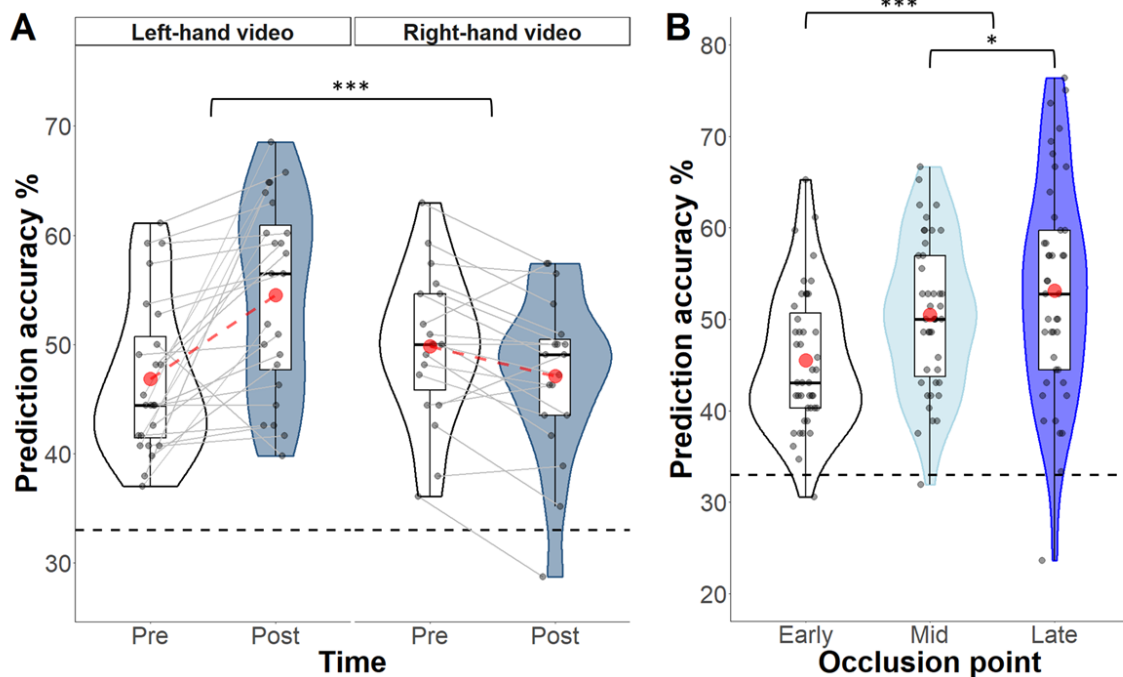 A
Left-hand video
Right-hand video
***
Prediction accuracy %
70
60
50
40
30
Pre
Post
Pre
Post
Time
B
***
*
Prediction accuracy %
80
70
60
50
40
30
20
Early
Mid
Late
Occlusion point